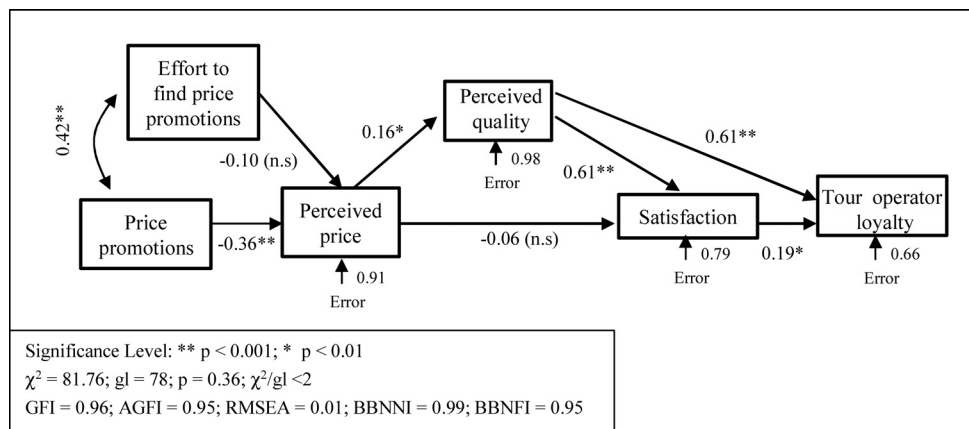 Effort to
find price
promotions
0.42**
-0.10 (n.s)
0.16*
Perceived
quality
0.98
Error
0.61**
0.61**
Price
promotions
-0.36**
Perceived
price
0.91
Error
-0.06 (n.s)
Satisfaction
0.79
Error
0.19*
Tour operator
loyalty
0.66
Error
Significance Level: ** p < 0.001; * p < 0.01
χ² = 81.76; gl = 78; p = 0.36; χ²/gl <2
GFI = 0.96; AGFI = 0.95; RMSEA = 0.01; BBNNI = 0.99; BBNFI = 0.95